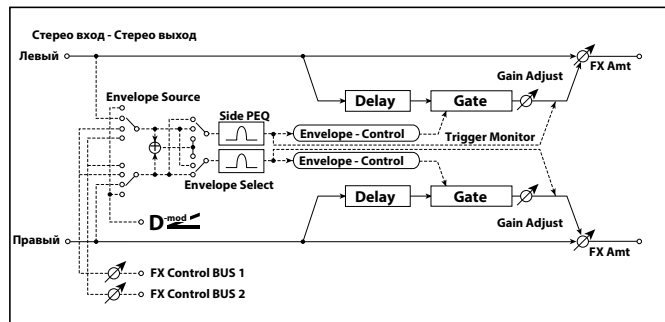 Стерео вход - Стерео выход
Левый
FX Amt
Gain Adjust
Envelope Source
Side PEQ
Delay
Gate
Envelope - Control
Trigger Monitor
Envelope - Control
Envelope Select
D-mod
Delay
Gate
Gain Adjust
Правый
FX Amt
FX Control BUS 1
FX Control BUS 2